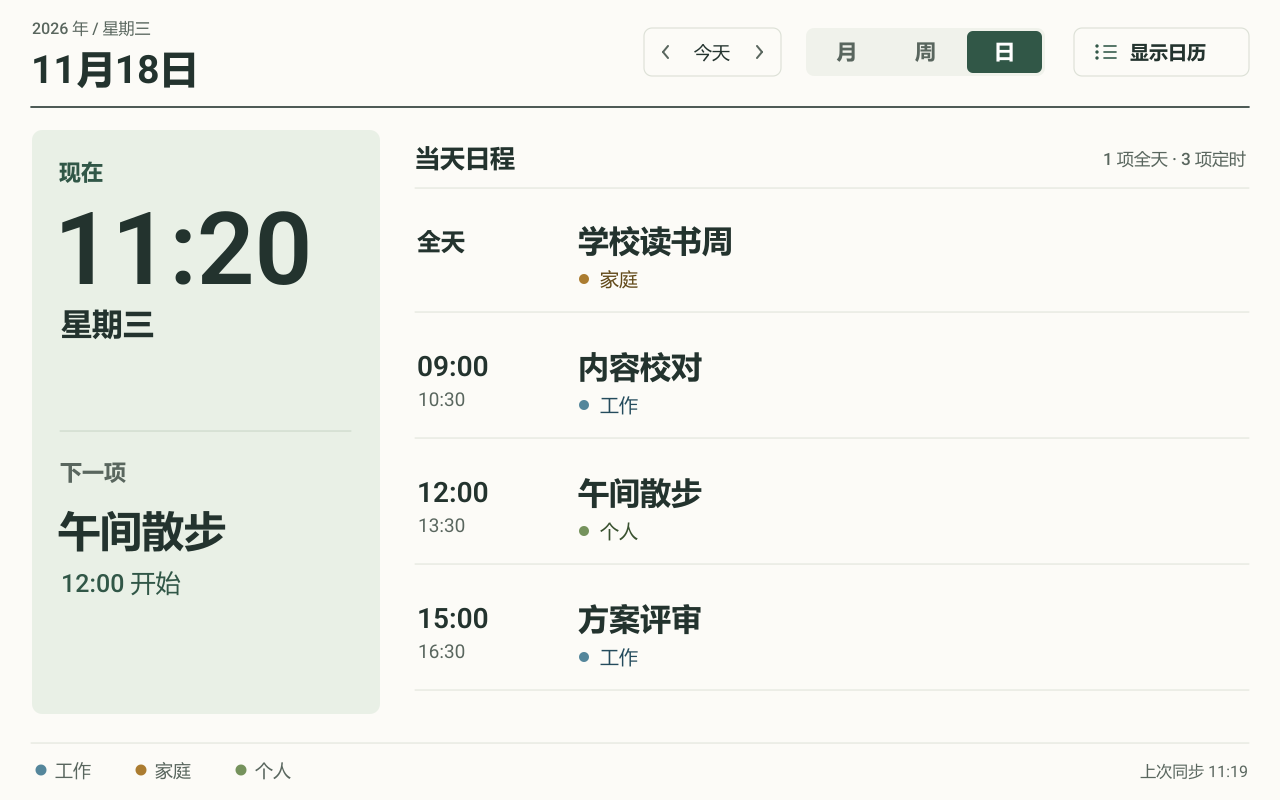 2026 年 / 星期三
11月18日
今天
月 周 日
显示日历
现在
11:20
星期三
下一项
午间散步
12:00 开始
当天日程
1 项全天 · 3 项定时
全天
学校读书周
家庭
09:00
10:30
内容校对
工作
12:00
13:30
午间散步
个人
15:00
16:30
方案评审
工作
工作 家庭 个人
上次同步 11:19